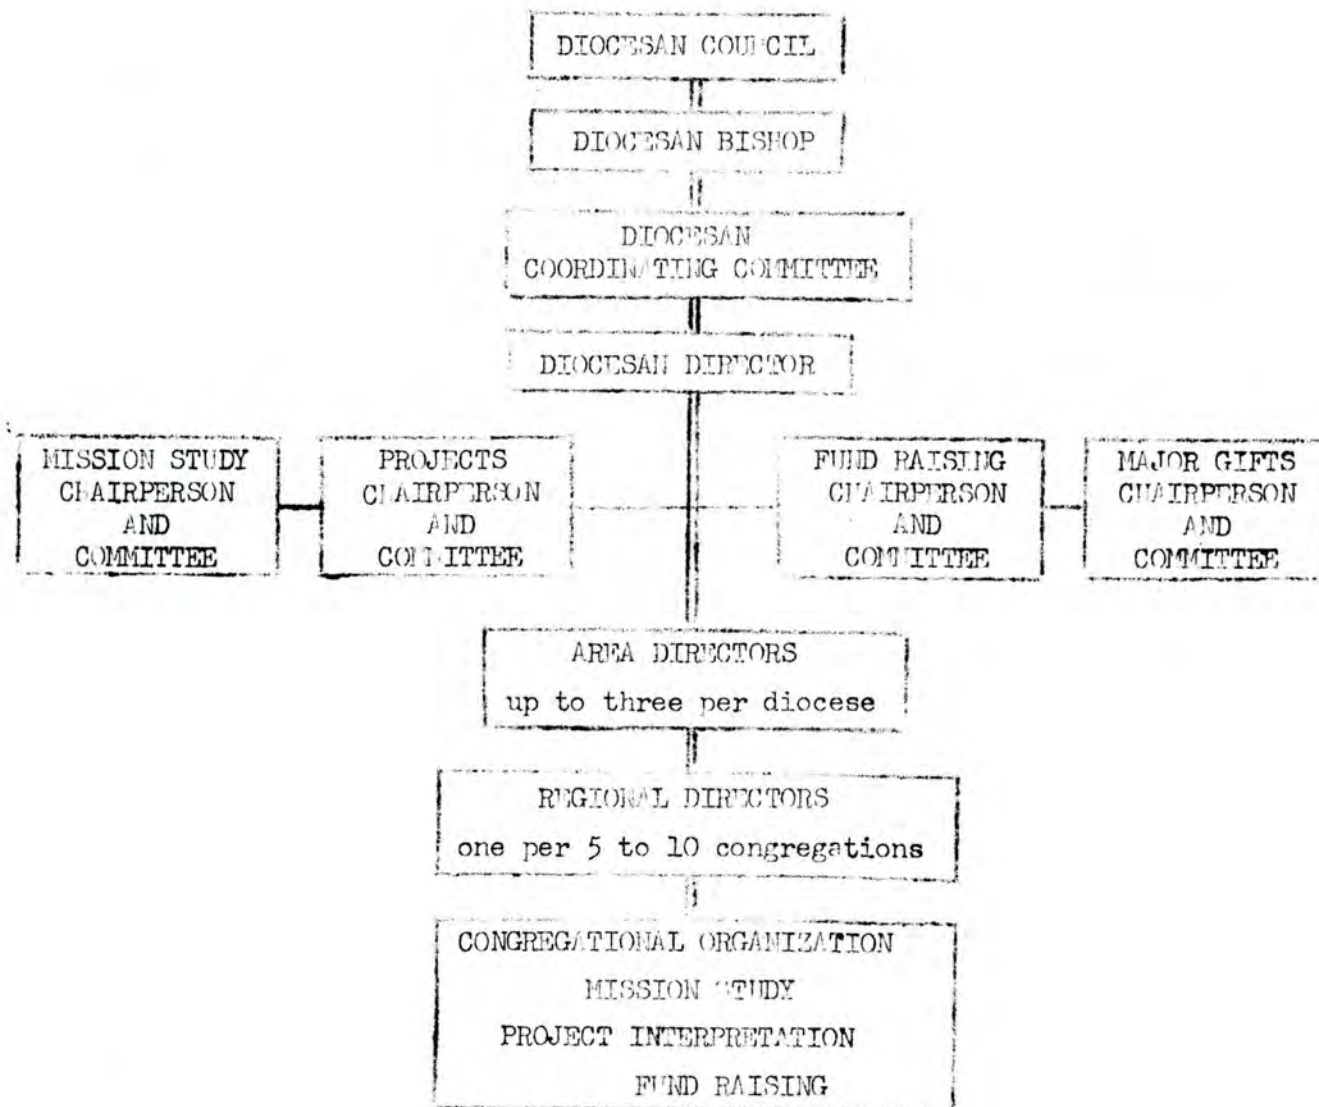 DIOCESAN COUNCIL
DIOCESAN BISHOP
DIOCESAN
COORDINATING COMMITTEE
DIOCESAN DIRECTOR
MISSION STUDY
CHAIRPERSON
AND
COMMITTEE
PROJECTS
CHAIRPERSON
AND
COMMITTEE
FUND RAISING
CHAIRPERSON
AND
COMMITTEE
MAJOR GIFTS
CHAIRPERSON
AND
COMMITTEE
AREA DIRECTORS
up to three per diocese
REGIONAL DIRECTORS
one per 5 to 10 congregations
CONGREGATIONAL ORGANIZATION
MISSION STUDY
PROJECT INTERPRETATION
FUND RAISING